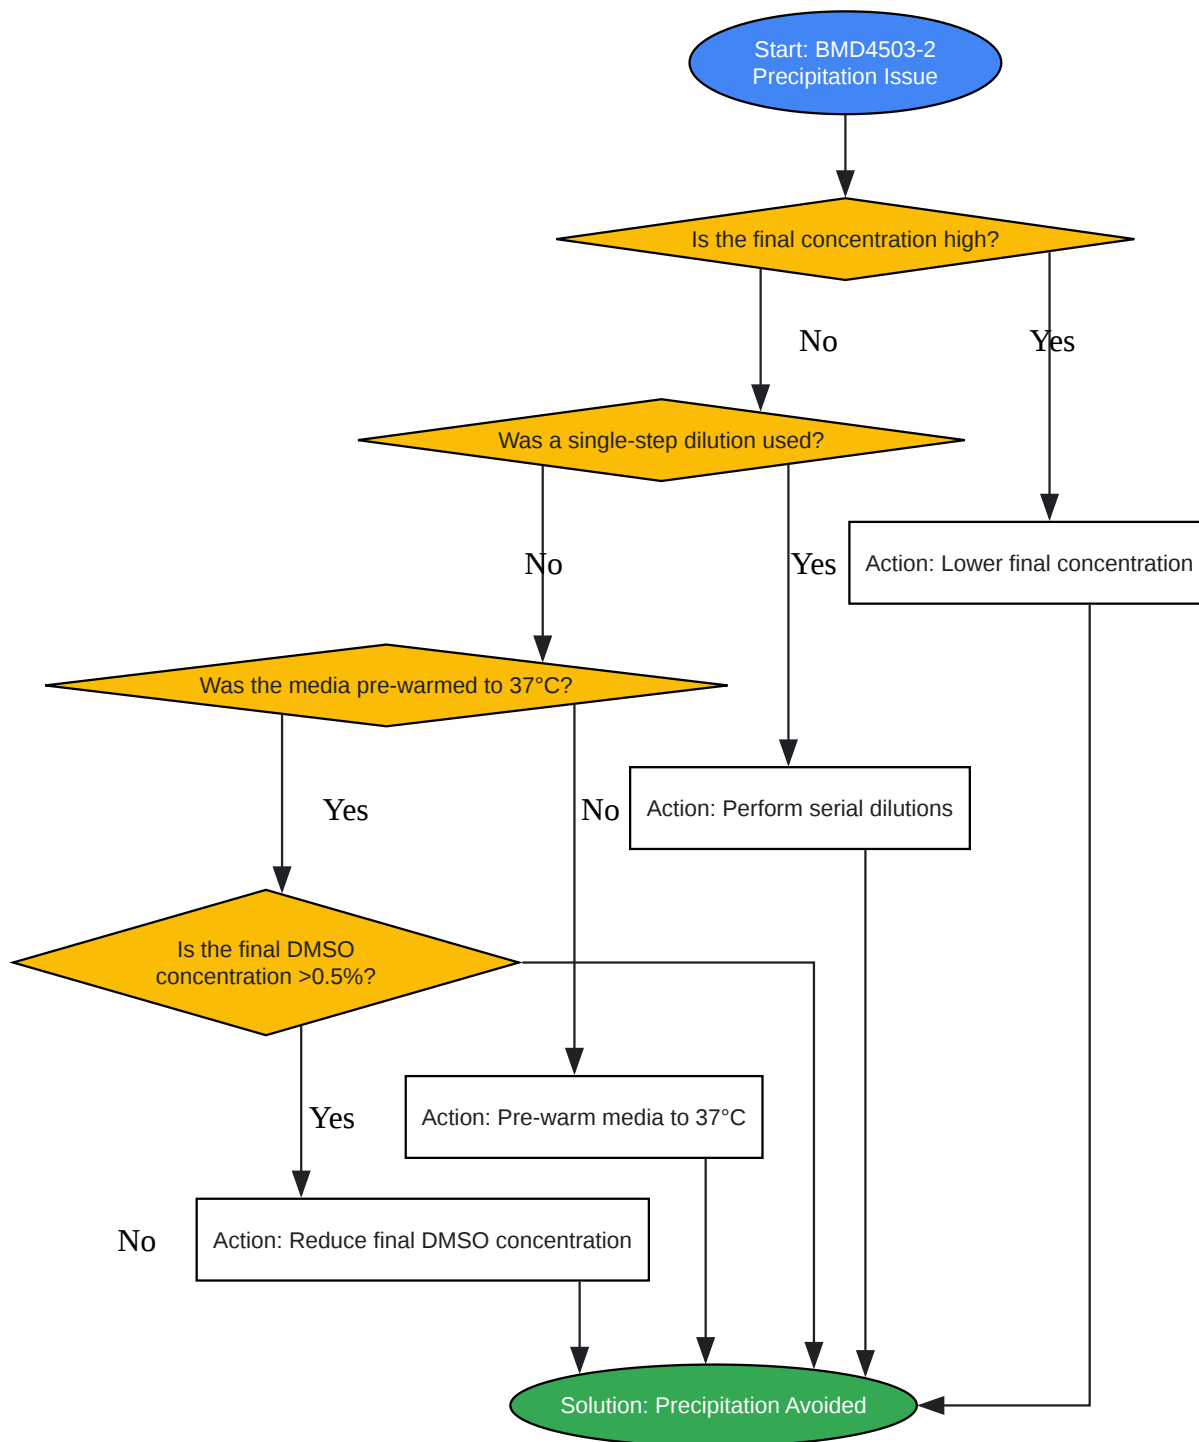 Start: BMD4503-2
Precipitation Issue
Is the final concentration high?
No
Yes
Was a single-step dilution used?
No
Yes
Action: Lower final concentration
Was the media pre-warmed to 37°C?
Yes
No
Action: Perform serial dilutions
Is the final DMSO
concentration >0.5%?
Yes
Action: Pre-warm media to 37°C
No
Action: Reduce final DMSO concentration
Solution: Precipitation Avoided